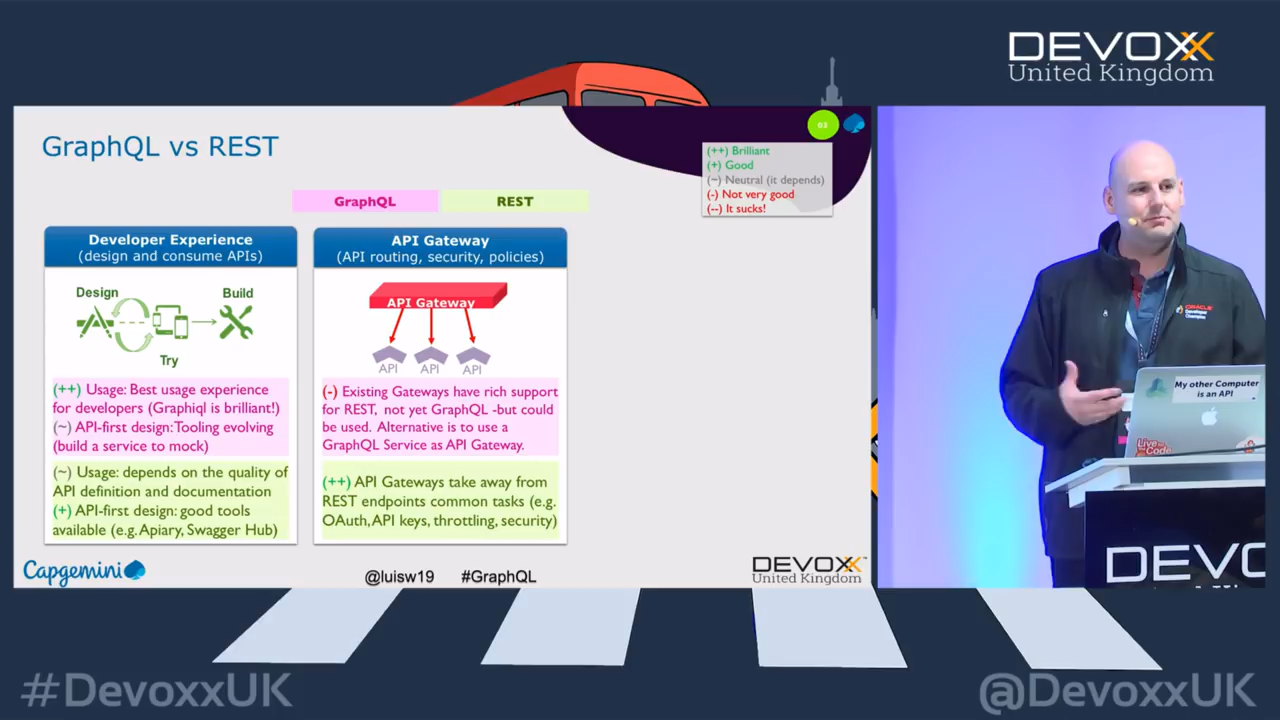 DEVOXX
United Kingdom
GraphQL vs REST
03
(++) Brilliant
(+) Good
(~) Neutral (it depends)
(-) Not very good
(--) It sucks!
GraphQL
REST
Developer Experience
(design and consume APIs)
Design
Build
Try
(++) Usage: Best usage experience
for developers (Graphiql is brilliant!)
(~) API-first design: Tooling evolving
(build a service to mock)
(~) Usage: depends on the quality of
API definition and documentation
(+) API-first design: good tools
available (e.g. Apiary, Swagger Hub)
API Gateway
(API routing, security, policies)
API Gateway
API
API
API
(-) Existing Gateways have rich support
for REST, not yet GraphQL -but could
be used. Alternative is to use a
GraphQL Service as API Gateway.
(++) API Gateways take away from
REST endpoints common tasks (e.g.
OAuth, API keys, throttling, security)
Capgemini
@luisw19
#GraphQL
DEVOXX
United Kingdom
ORACLE
Developer
Champion
My other Computer
is an API
Live for
the Code
DEVO
#DevoxxUK
@DevoxxUK